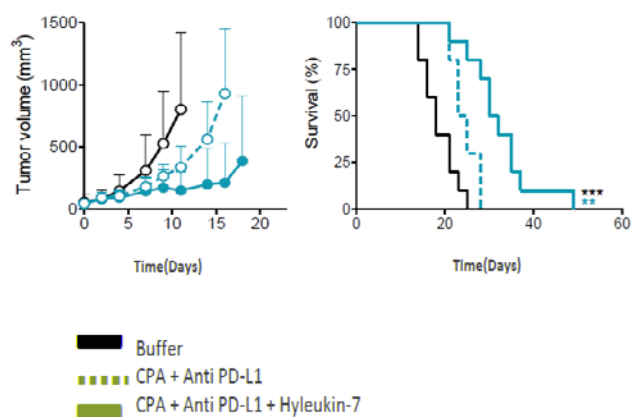 1500
1000
500
0
Tumor volume (mm³)
0 5 10 15 20
Time(Days)
100
75
50
25
0
Survival (%)
***
**
0 20 40 60
Time(Days)
Buffer
CPA + Anti PD-L1
CPA + Anti PD-L1 + Hyleukin-7